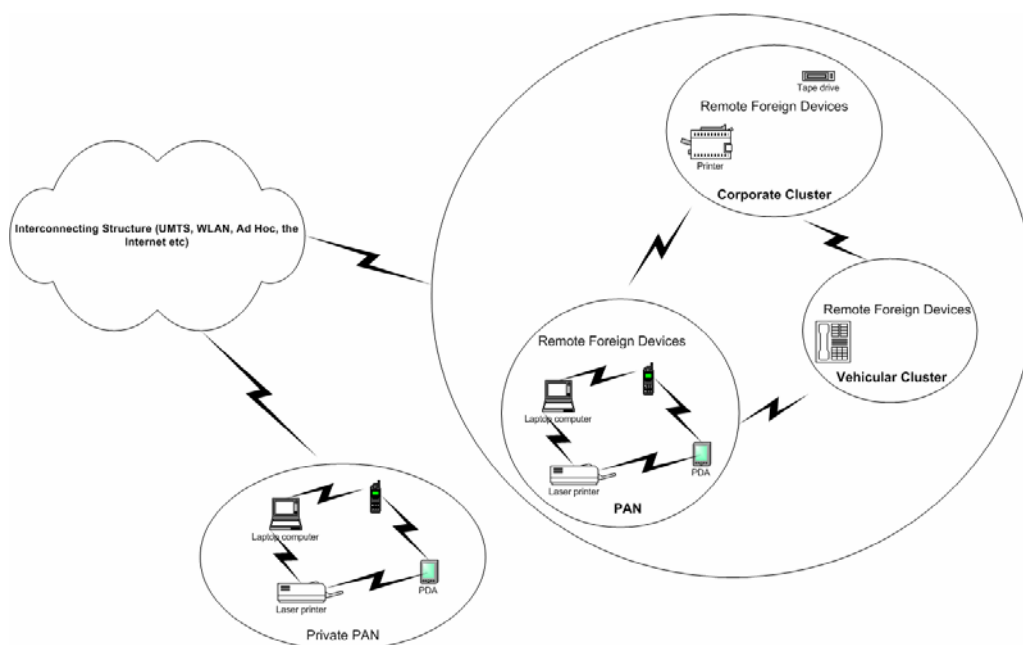 Tape drive
Remote Foreign Devices
Printer
Corporate Cluster
Interconnecting Structure (UMTS, WLAN, Ad Hoc, the
Internet etc)
Remote Foreign Devices
Vehicular Cluster
Remote Foreign Devices
Laptop computer
PDA
Laser printer
PAN
Laptop computer
PDA
Laser printer
Private PAN